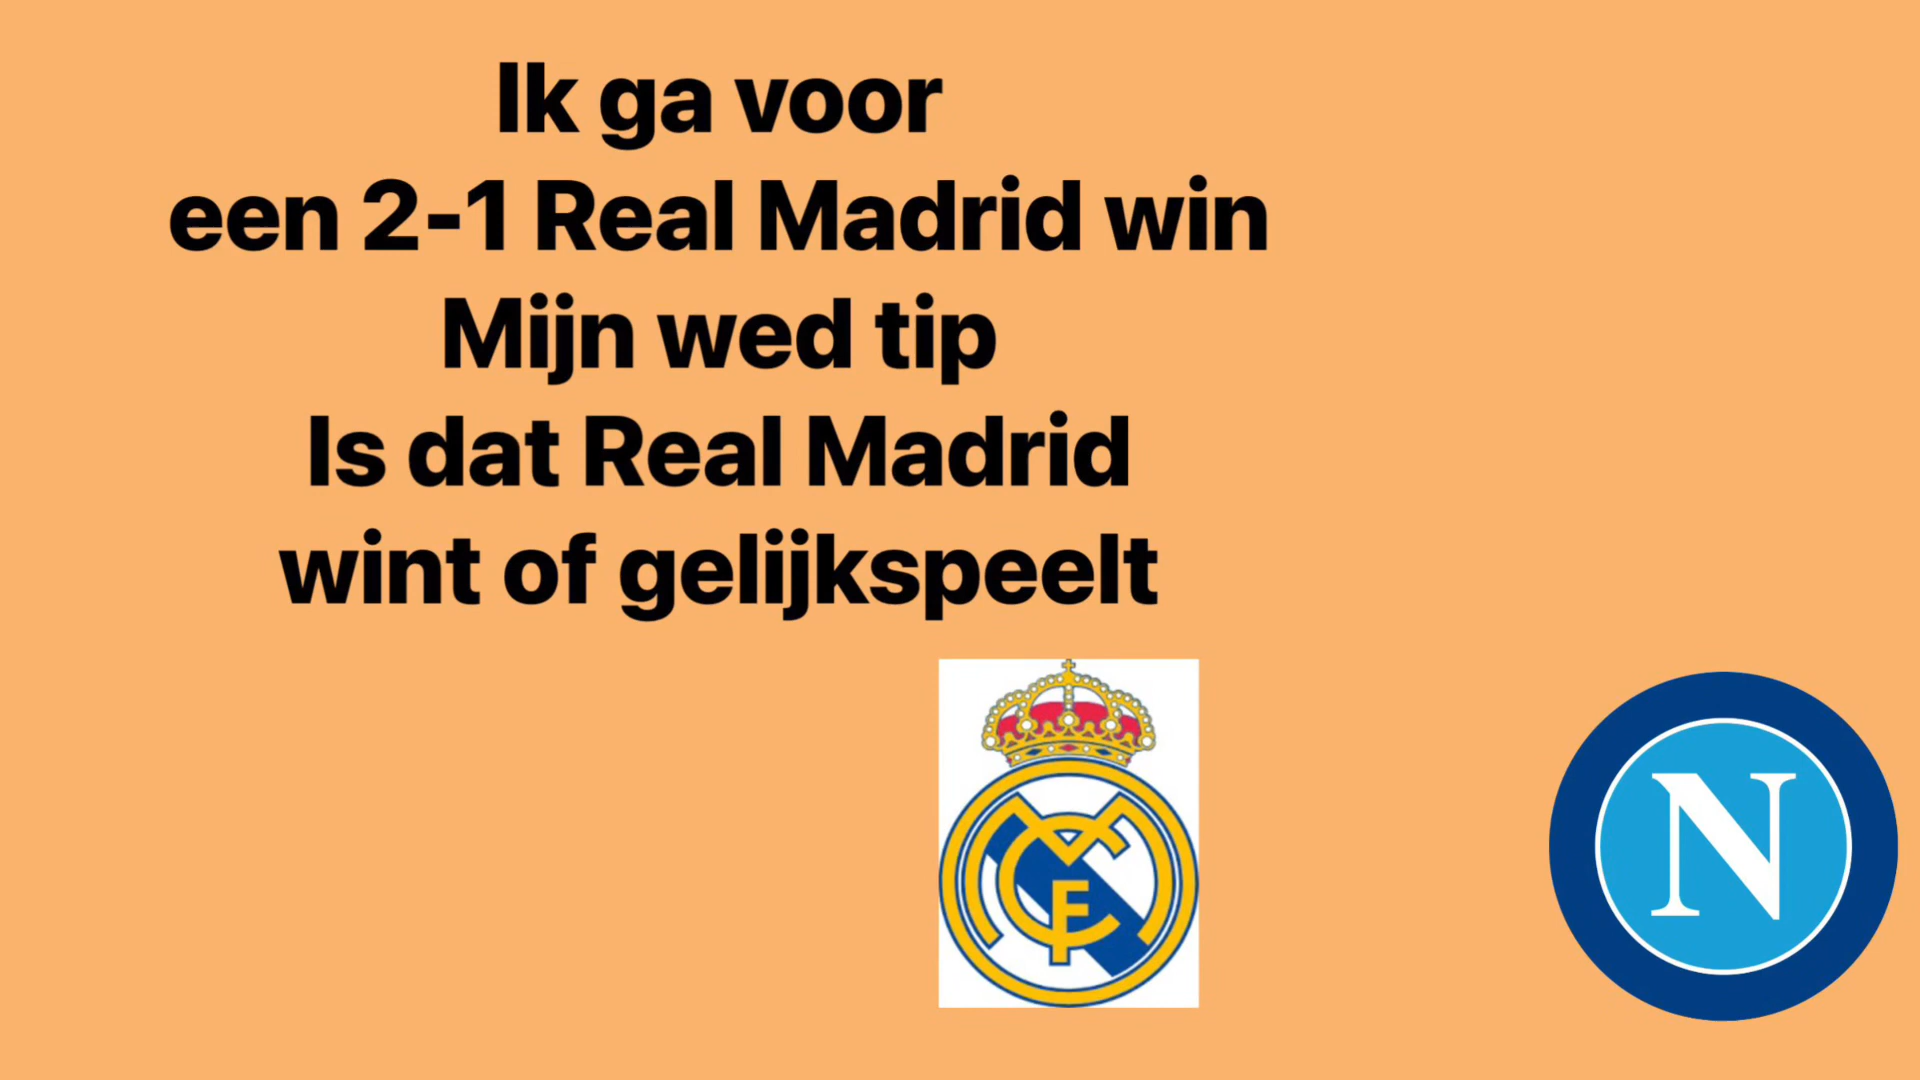 Ik ga voor
een 2-1 Real Madrid win
Mijn wed tip
Is dat Real Madrid
wint of gelijkspeelt
N